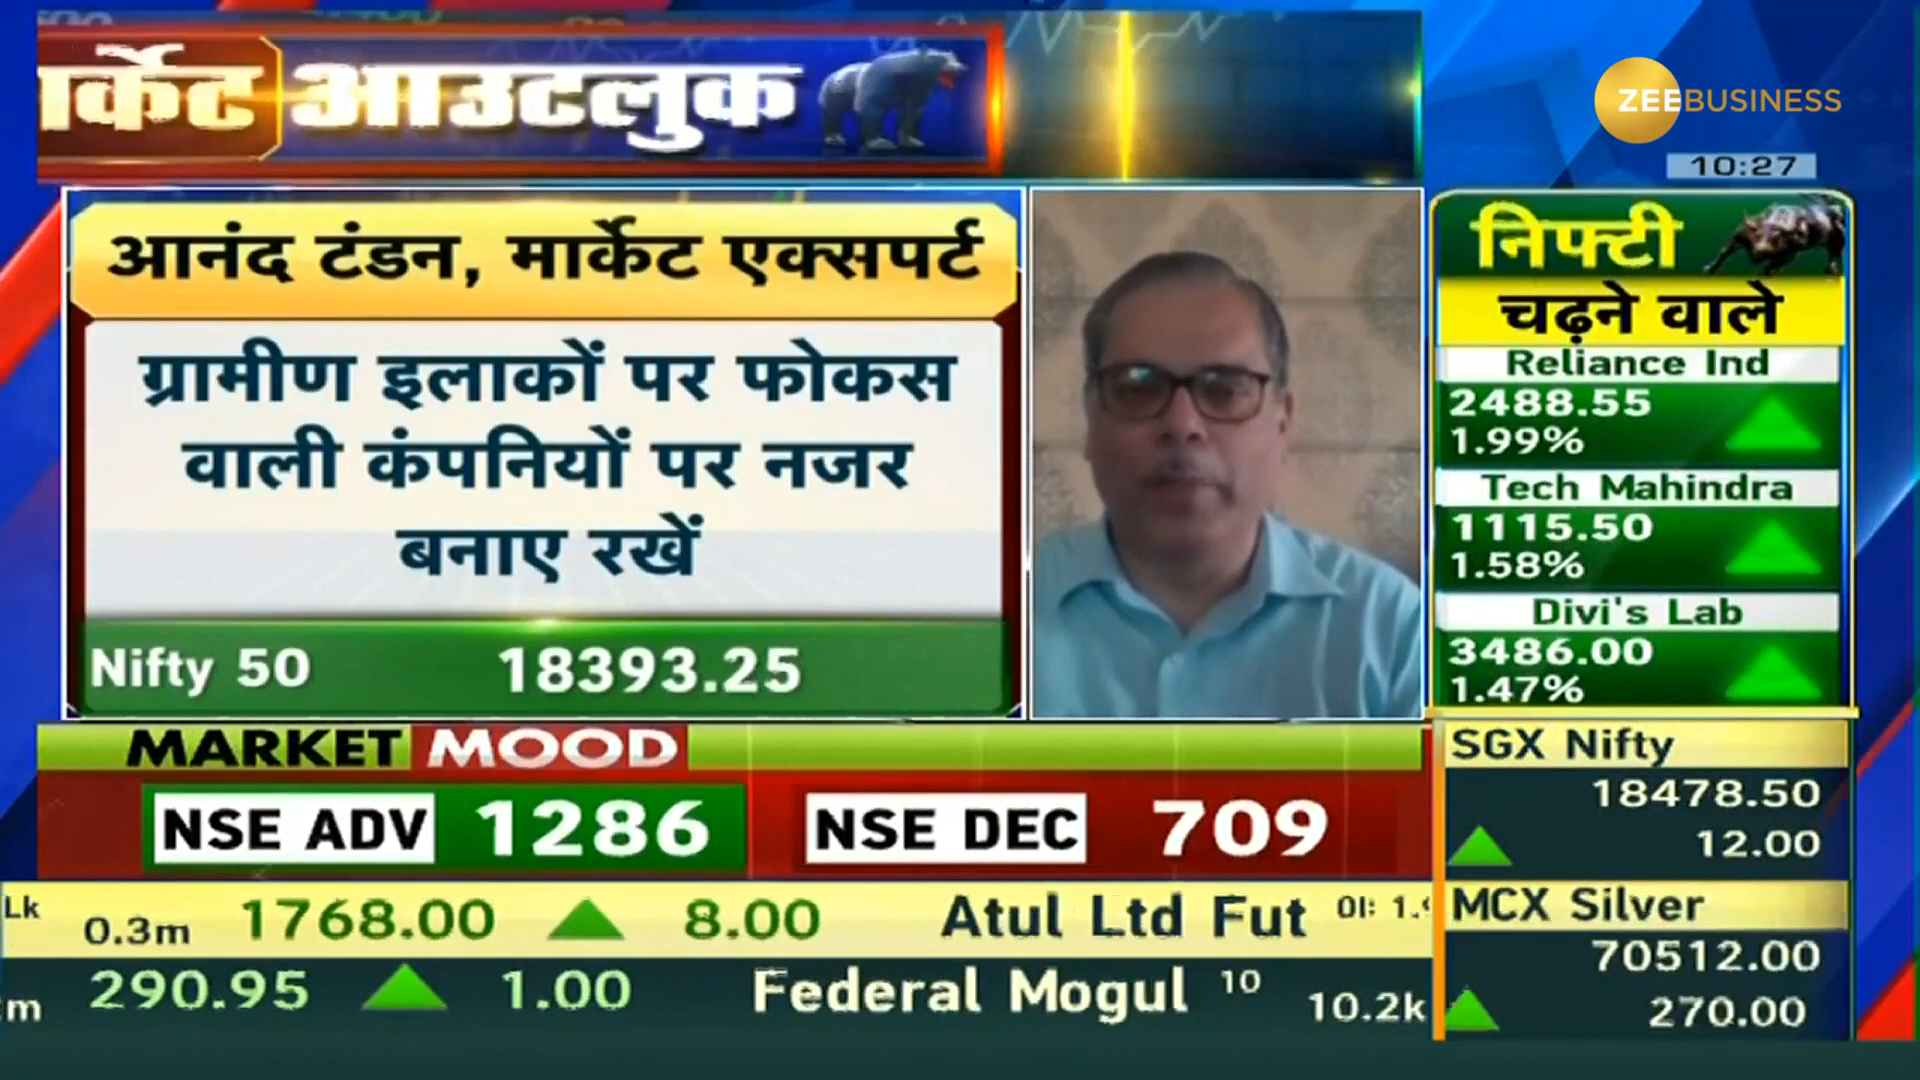 र्केट आउटलुक
ZEEBUSINESS
10:27
आनंद टंडन, मार्केट एक्सपर्ट
ग्रामीण इलाकों पर फोकस
वाली कंपनियों पर नजर
बनाए रखें
Nifty 50 18393.25
निफ्टी
चढ़ने वाले
Reliance Ind
2488.55
1.99%
Tech Mahindra
1115.50
1.58%
Divi's Lab
3486.00
1.47%
MARKET MOOD
NSE ADV 1286 NSE DEC 709
SGX Nifty
18478.50
12.00
MCX Silver
70512.00
270.00
Lk 0.3m 1768.00 8.00 Atul Ltd Fut OI: 1.
m 290.95 1.00 Federal Mogul 10 10.2k